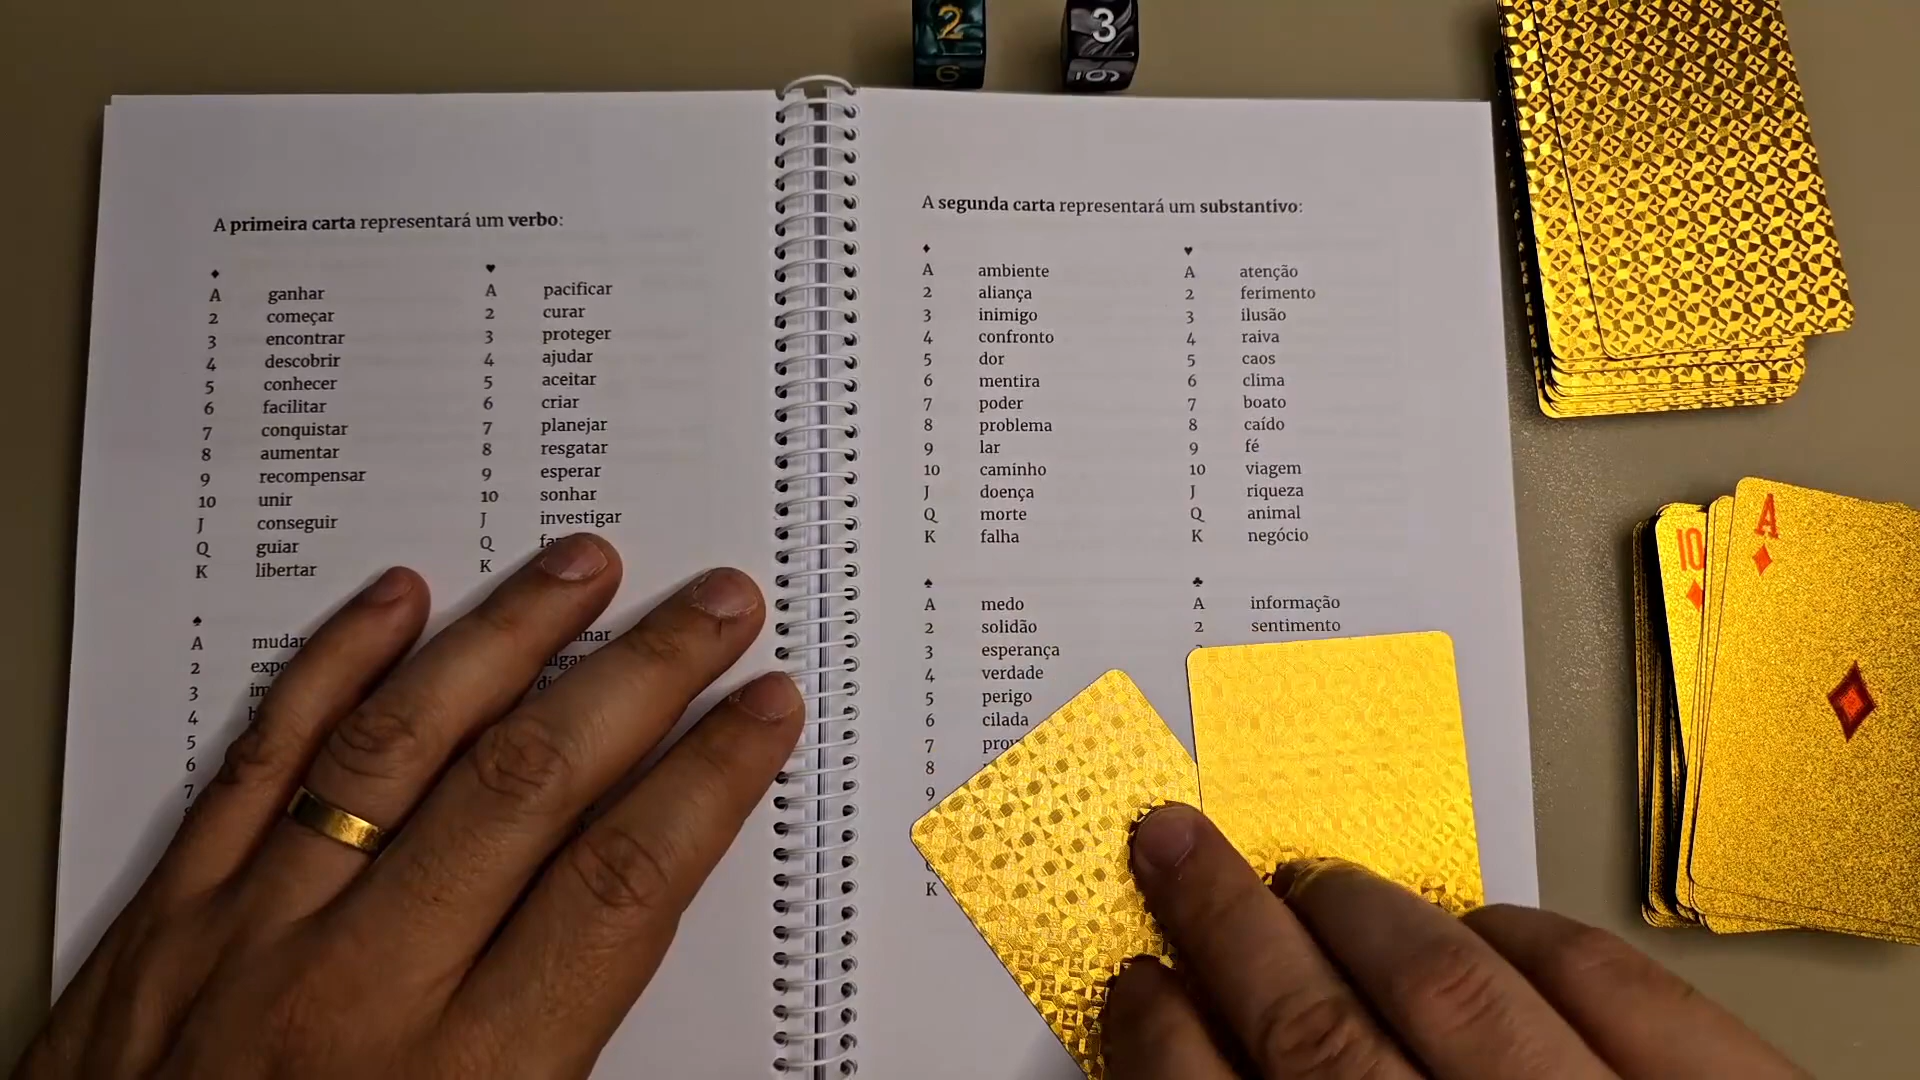 2
6
3
A primeira carta representará um verbo:
♦ ♥
A ganhar A pacificar
2 começar 2 curar
3 encontrar 3 proteger
4 descobrir 4 ajudar
5 conhecer 5 aceitar
6 facilitar 6 criar
7 conquistar 7 planejar
8 aumentar 8 resgatar
9 recompensar 9 esperar
10 unir 10 sonhar
J conseguir J investigar
Q guiar Q
K libertar K
♠
A mudar
2
3
4
5
6
7
A segunda carta representará um substantivo:
♦ ♥
A ambiente A atenção
2 aliança 2 ferimento
3 inimigo 3 ilusão
4 confronto 4 raiva
5 dor 5 caos
6 mentira 6 clima
7 poder 7 boato
8 problema 8 caído
9 lar 9 fé
10 caminho 10 viagem
J doença J riqueza
Q morte Q animal
K falha K negócio
♠ ♣
A medo A informação
2 solidão 2 sentimento
3 esperança
4 verdade
5 perigo
6 cilada
7
8
9
K
10
♦
A
♦